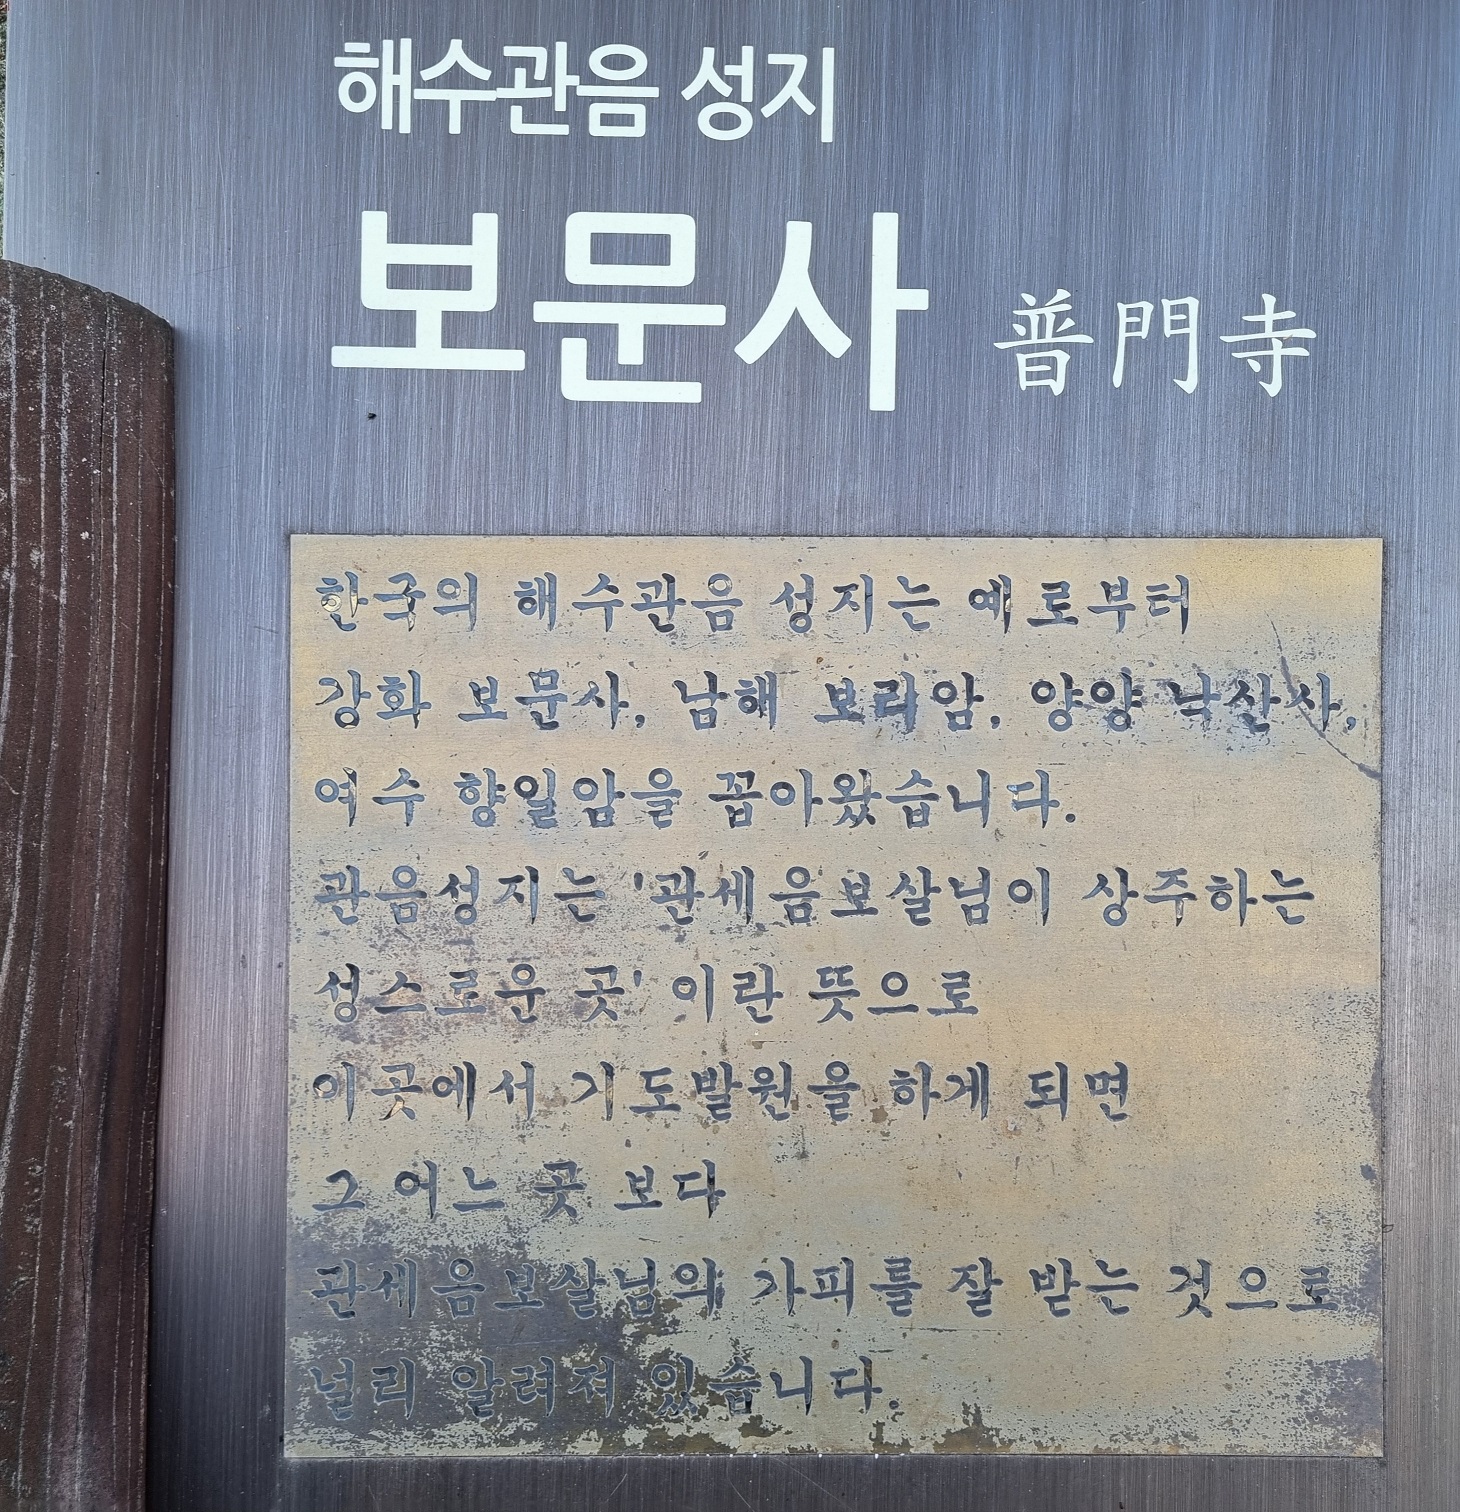 해수관음 성지
보문사 普門寺
한국의 해수관음 성지는 예로부터
강화 보문사, 남해 보리암, 양양 낙산사,
여수 향일암을 꼽아왔습니다.
관음성지는 '관세음보살님이 상주하는
성스로운 곳' 이란 뜻으로
이곳에서 기도발원을 하게 되면
그 어느 곳 보다
관세음보살님의 가피를 잘 받는 것으로
널리 알려져 있습니다.